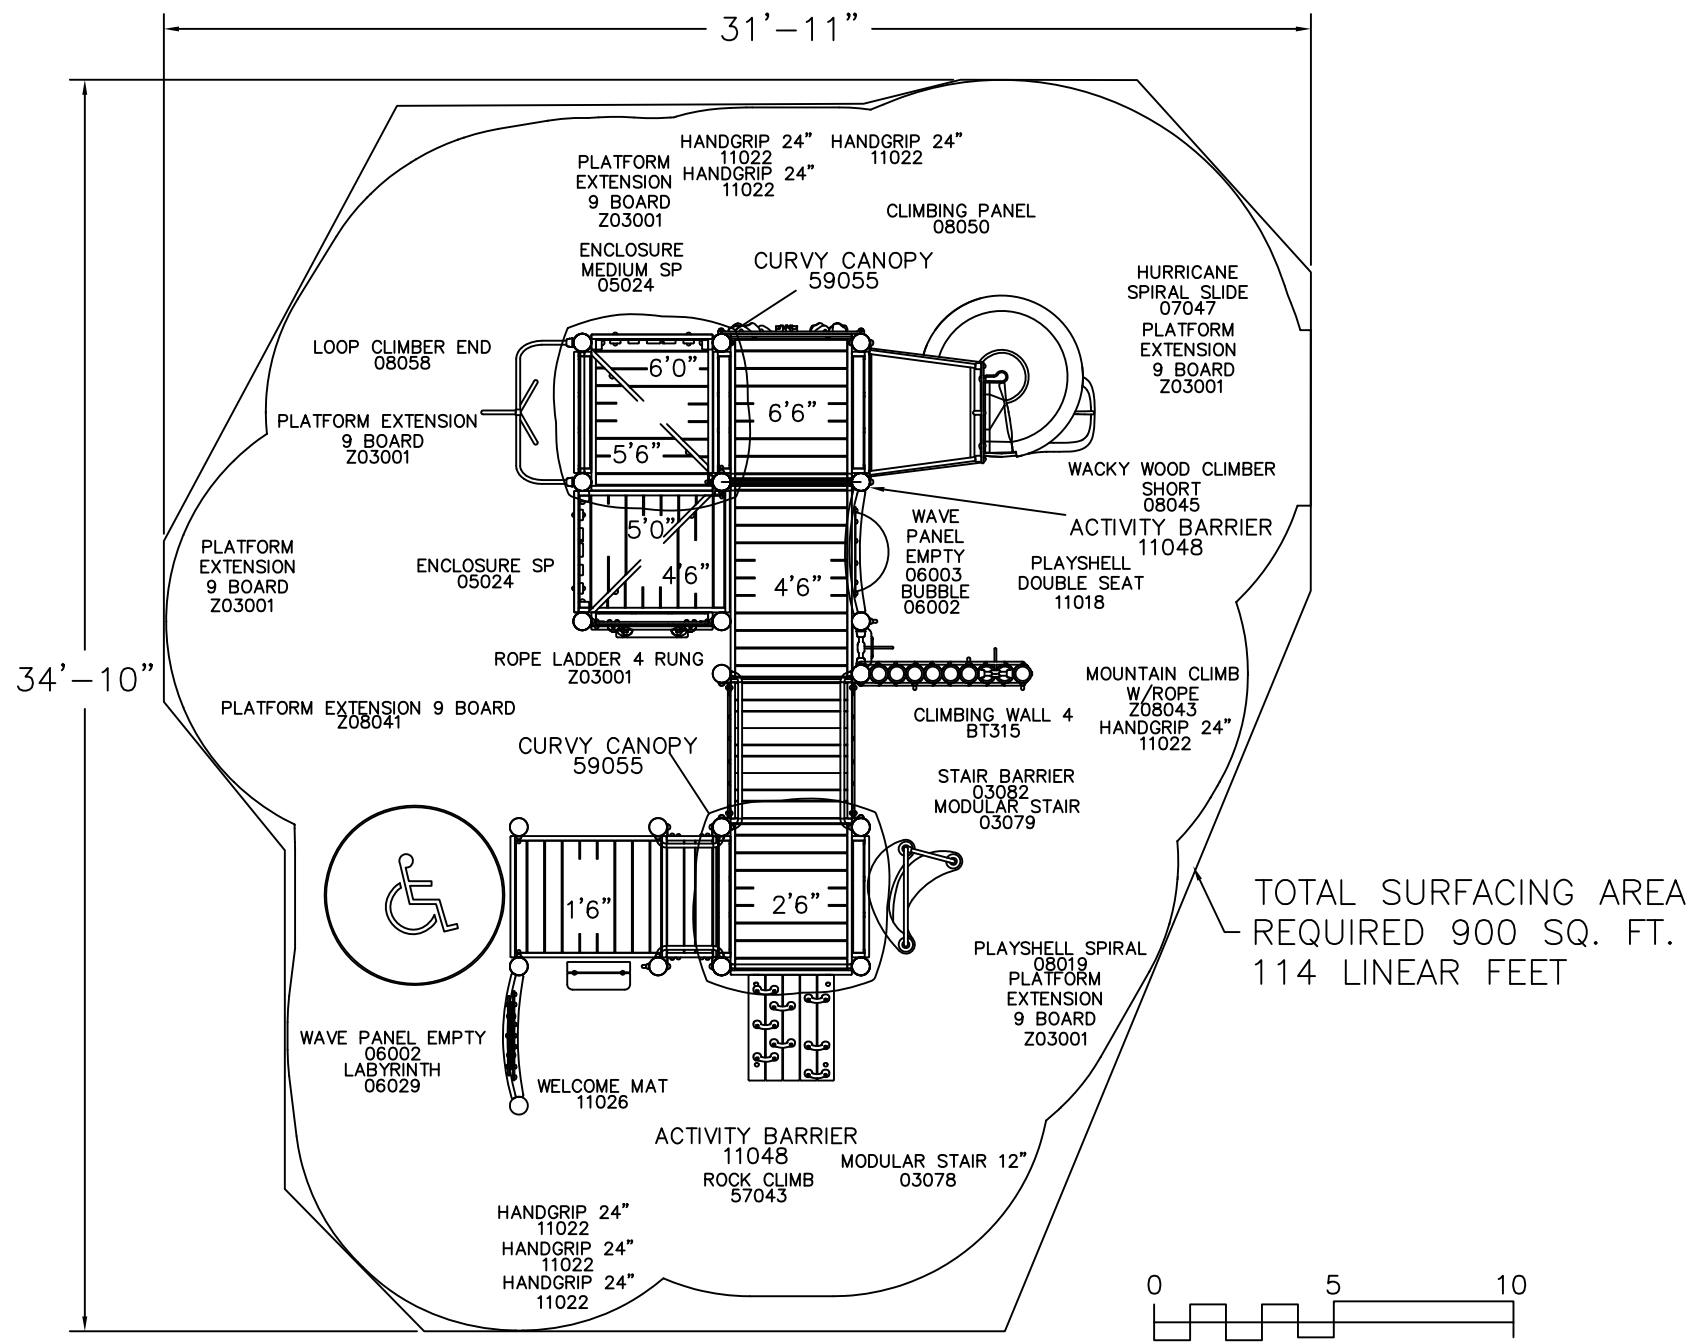 31'-11"
HANDGRIP 24"
11022
HANDGRIP 24"
11022
HANDGRIP 24"
11022
PLATFORM
EXTENSION
9 BOARD
Z03001
CLIMBING PANEL
08050
ENCLOSURE
MEDIUM SP
05024
CURVY CANOPY
59055
HURRICANE
SPIRAL SLIDE
07047
PLATFORM
EXTENSION
9 BOARD
Z03001
LOOP CLIMBER END
08058
6'0"
6'6"
5'6"
PLATFORM EXTENSION
9 BOARD
Z03001
WACKY WOOD CLIMBER
SHORT
08045
ACTIVITY BARRIER
11048
WAVE
PANEL
EMPTY
06003
BUBBLE
06002
PLAYSHELL
DOUBLE SEAT
11018
5'0"
4'6"
4'6"
PLATFORM
EXTENSION
9 BOARD
Z03001
ENCLOSURE SP
05024
34'-10"
ROPE LADDER 4 RUNG
Z03001
MOUNTAIN CLIMB
W/ROPE
Z08043
HANDGRIP 24"
11022
PLATFORM EXTENSION 9 BOARD
Z08041
CLIMBING WALL 4
BT315
CURVY CANOPY
59055
STAIR BARRIER
03082
MODULAR STAIR
03079
1'6"
2'6"
TOTAL SURFACING AREA
REQUIRED 900 SQ. FT.
114 LINEAR FEET
PLAYSHELL SPIRAL
08019
PLATFORM
EXTENSION
9 BOARD
Z03001
WAVE PANEL EMPTY
06002
LABYRINTH
06029
WELCOME MAT
11026
ACTIVITY BARRIER
11048
ROCK CLIMB
57043
MODULAR STAIR 12"
03078
HANDGRIP 24"
11022
HANDGRIP 24"
11022
HANDGRIP 24"
11022
0 5 10